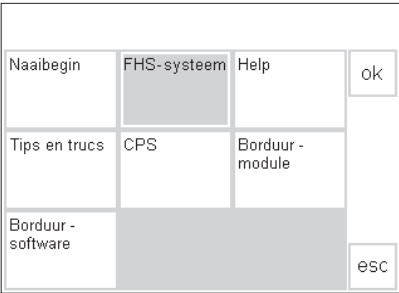 Naaibegin
FHS-systeem
Help
ok
Tips en trucs
CPS
Borduur -
module
Borduur -
software
esc